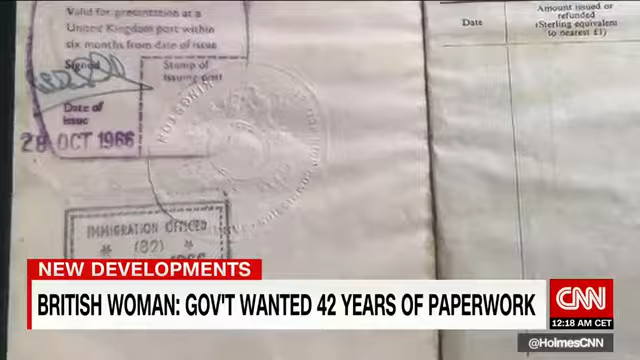 Valid for presentation at a
United Kingdom post within
six months from date of issue
Signed
Stamp of
issuing post
Date of
issue
28 OCT 1966
IMMIGRATION OFFICER
* (82) *
Date
Amount issued or
refunded
(Sterling equivalent
to nearest £1)
NEW DEVELOPMENTS
BRITISH WOMAN: GOV'T WANTED 42 YEARS OF PAPERWORK
CNN
12:18 AM CET
@HolmesCNN